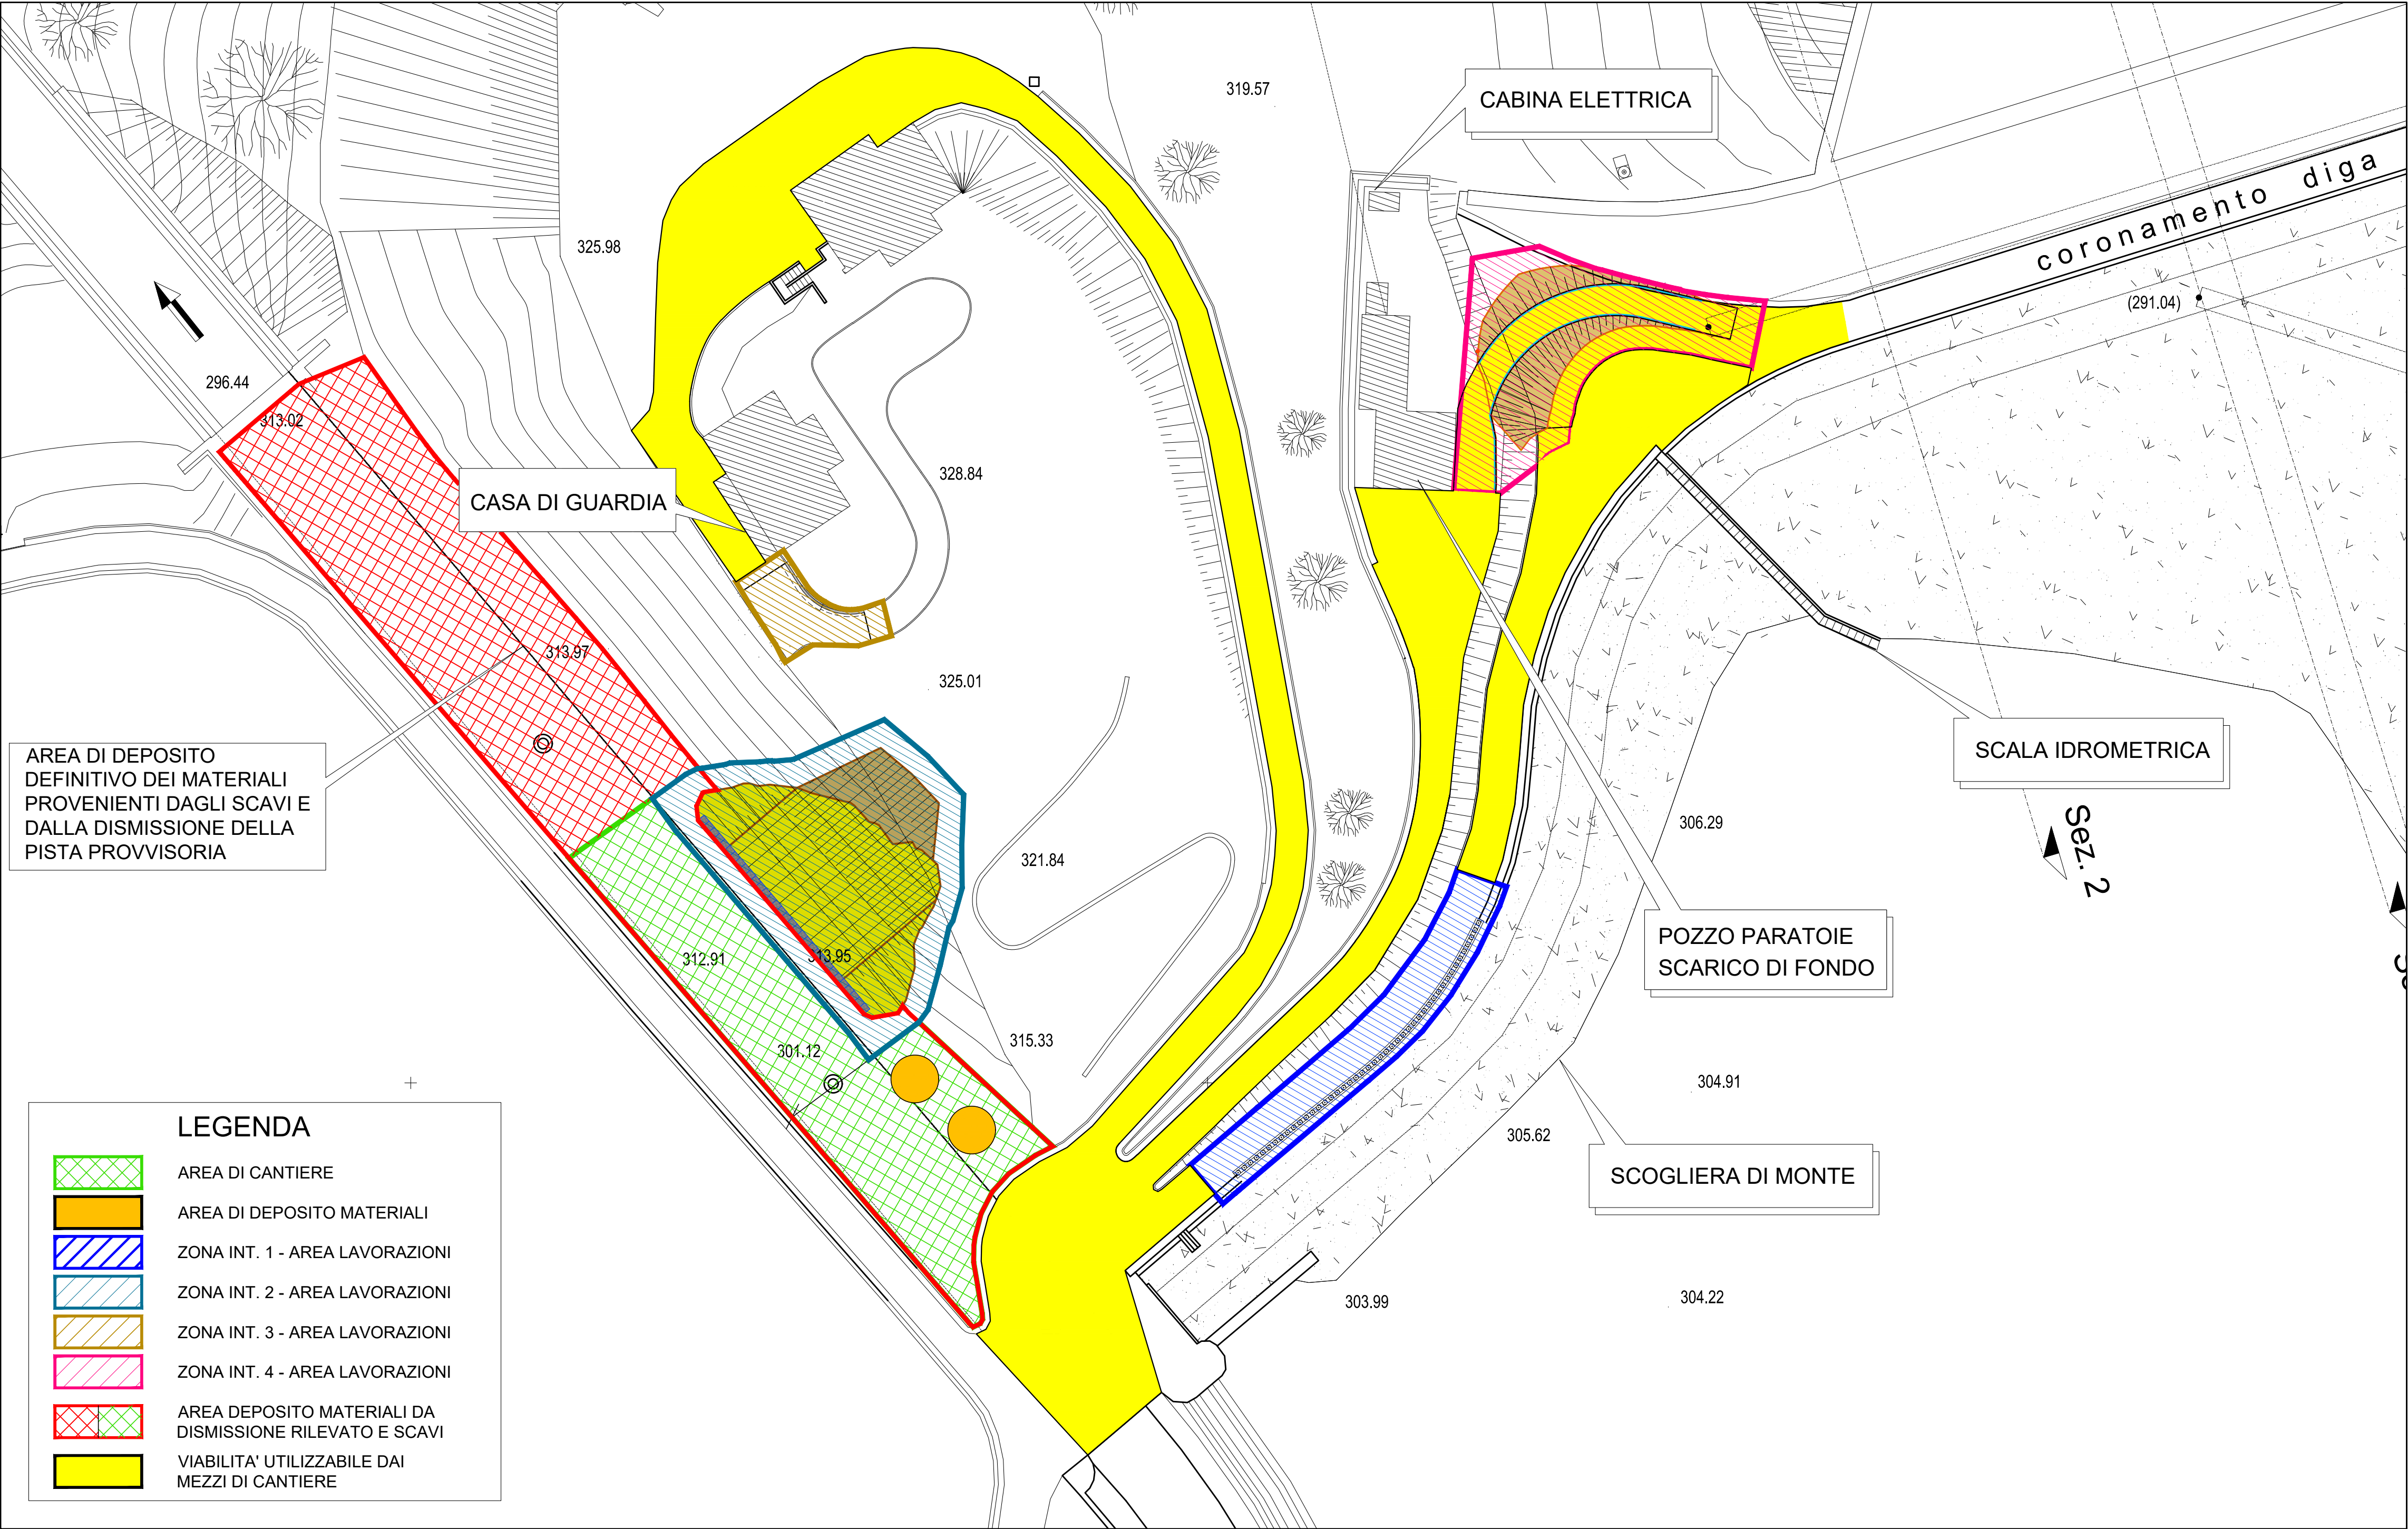 319.57
CABINA ELETTRICA
coronamento diga
325.98
(291.04)
296.44
313.02
328.84
CASA DI GUARDIA
313.97
325.01
AREA DI DEPOSITO
DEFINITIVO DEI MATERIALI
PROVENIENTI DAGLI SCAVI E
DALLA DISMISSIONE DELLA
PISTA PROVVISORIA
SCALA IDROMETRICA
306.29
Sez. 2
321.84
312.91
313.95
POZZO PARATOIE
SCARICO DI FONDO
301.12
315.33
304.91
305.62
SCOGLIERA DI MONTE
303.99
304.22
LEGENDA
AREA DI CANTIERE
AREA DI DEPOSITO MATERIALI
ZONA INT. 1 - AREA LAVORAZIONI
ZONA INT. 2 - AREA LAVORAZIONI
ZONA INT. 3 - AREA LAVORAZIONI
ZONA INT. 4 - AREA LAVORAZIONI
AREA DEPOSITO MATERIALI DA
DISMISSIONE RILEVATO E SCAVI
VIABILITA' UTILIZZABILE DAI
MEZZI DI CANTIERE